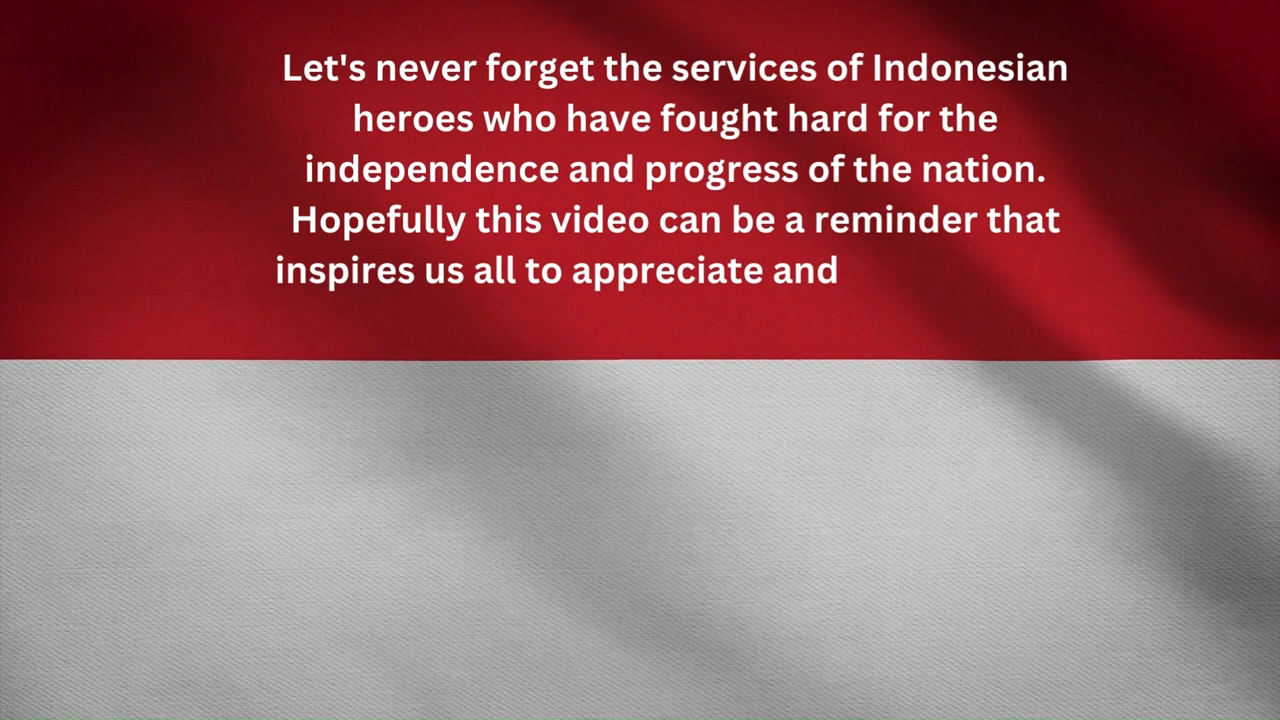 Let's never forget the services of Indonesian
heroes who have fought hard for the
independence and progress of the nation.
Hopefully this video can be a reminder that
inspires us all to appreciate and